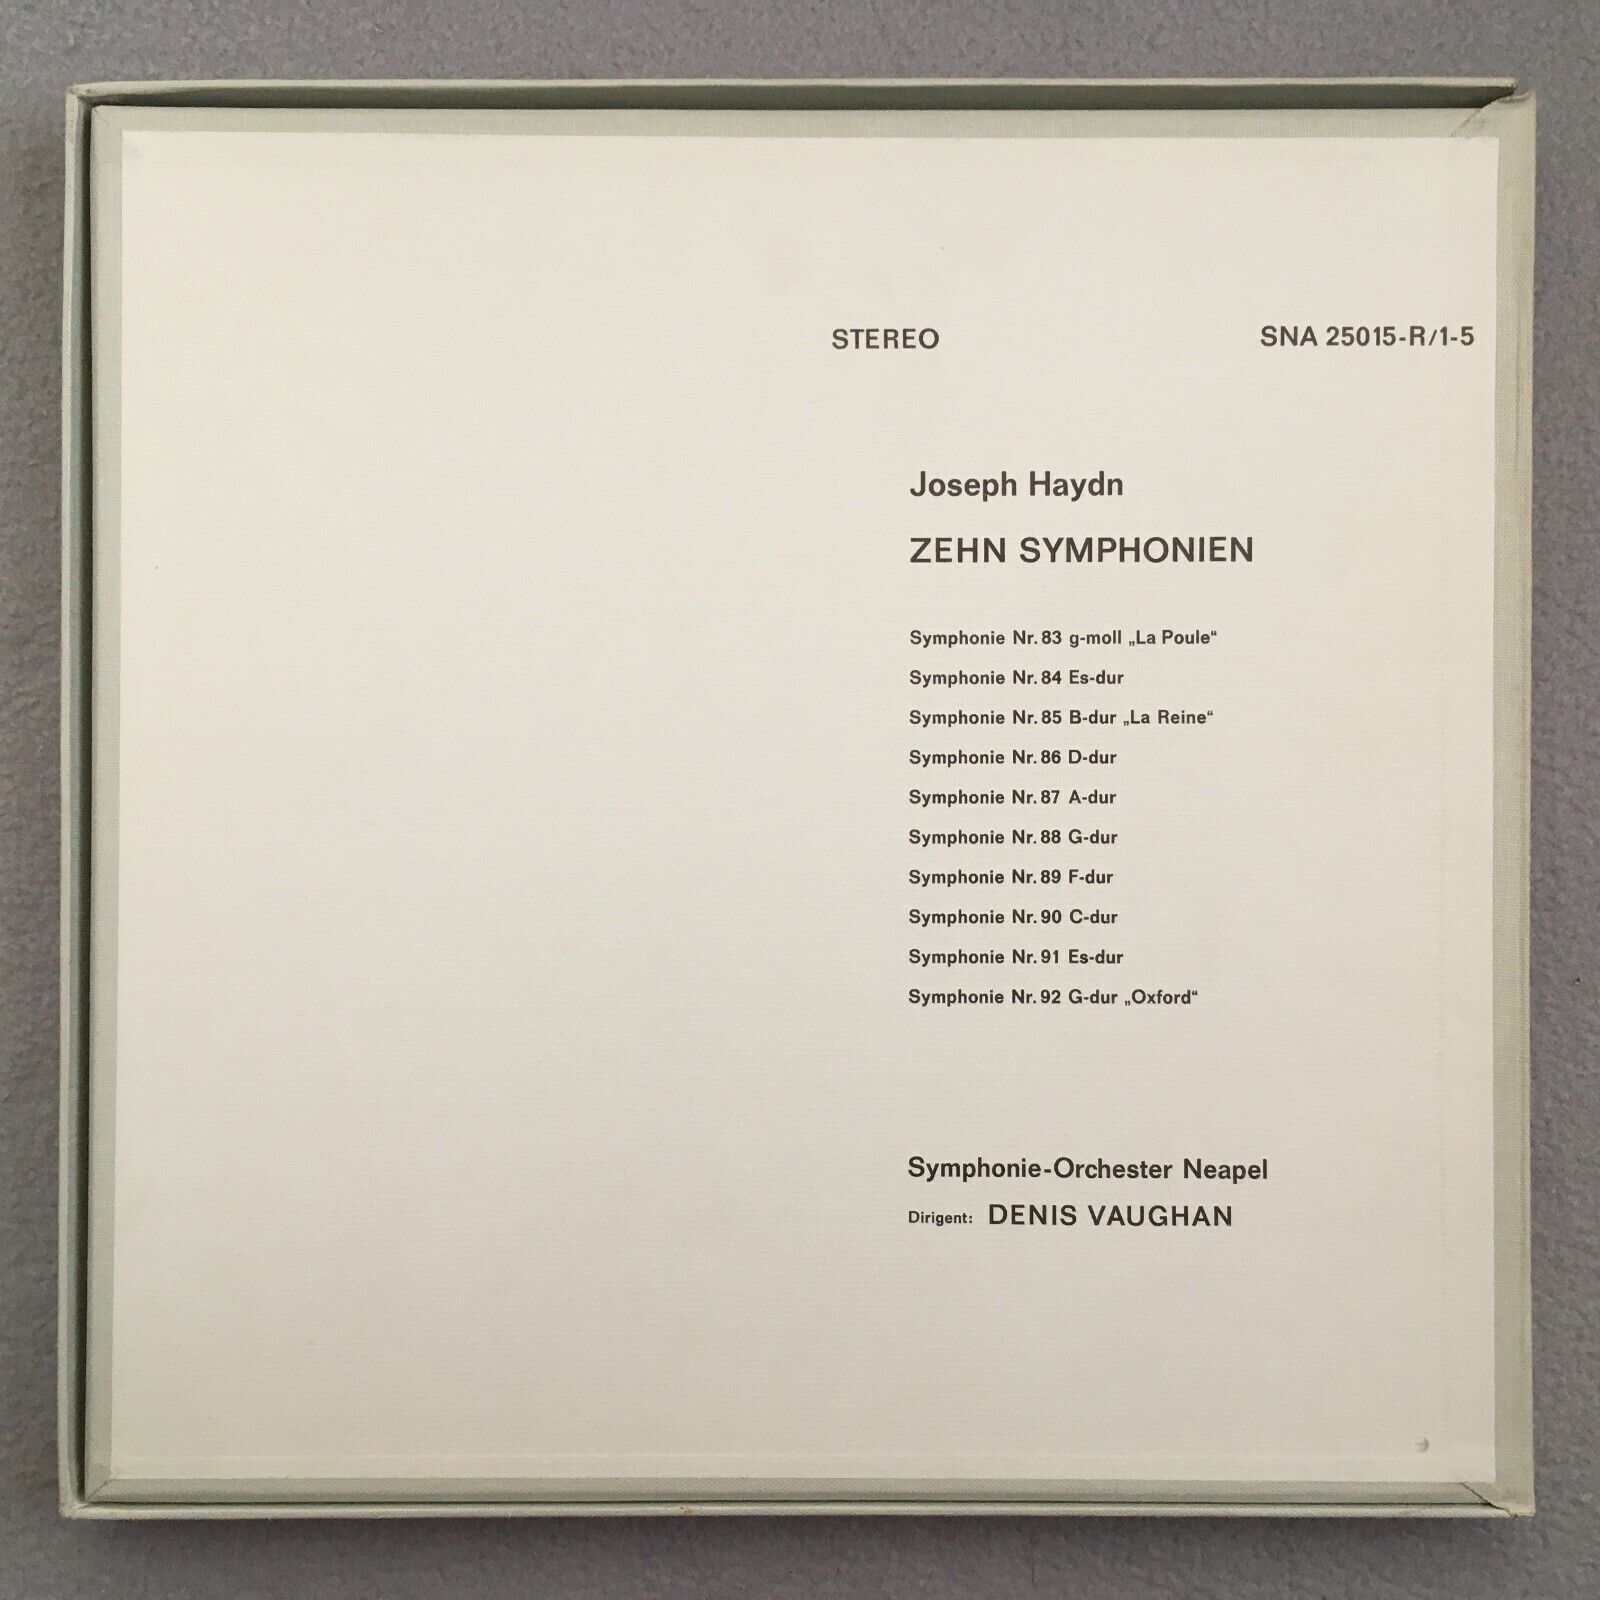 STEREO SNA 25015-R/1-5
Joseph Haydn
ZEHN SYMPHONIEN
Symphonie Nr. 83 g-moll „La Poule“
Symphonie Nr. 84 Es-dur
Symphonie Nr. 85 B-dur „La Reine“
Symphonie Nr. 86 D-dur
Symphonie Nr. 87 A-dur
Symphonie Nr. 88 G-dur
Symphonie Nr. 89 F-dur
Symphonie Nr. 90 C-dur
Symphonie Nr. 91 Es-dur
Symphonie Nr. 92 G-dur „Oxford“
Symphonie-Orchester Neapel
Dirigent: DENIS VAUGHAN